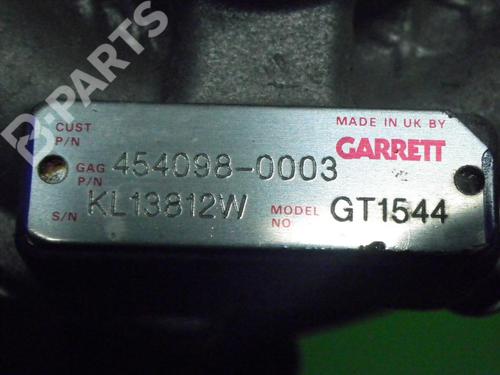 B-PARTS
CUST P/N
MADE IN UK BY
GARRETT
GAG P/N 454098-0003
S/N KL13812W MODEL NO GT1544